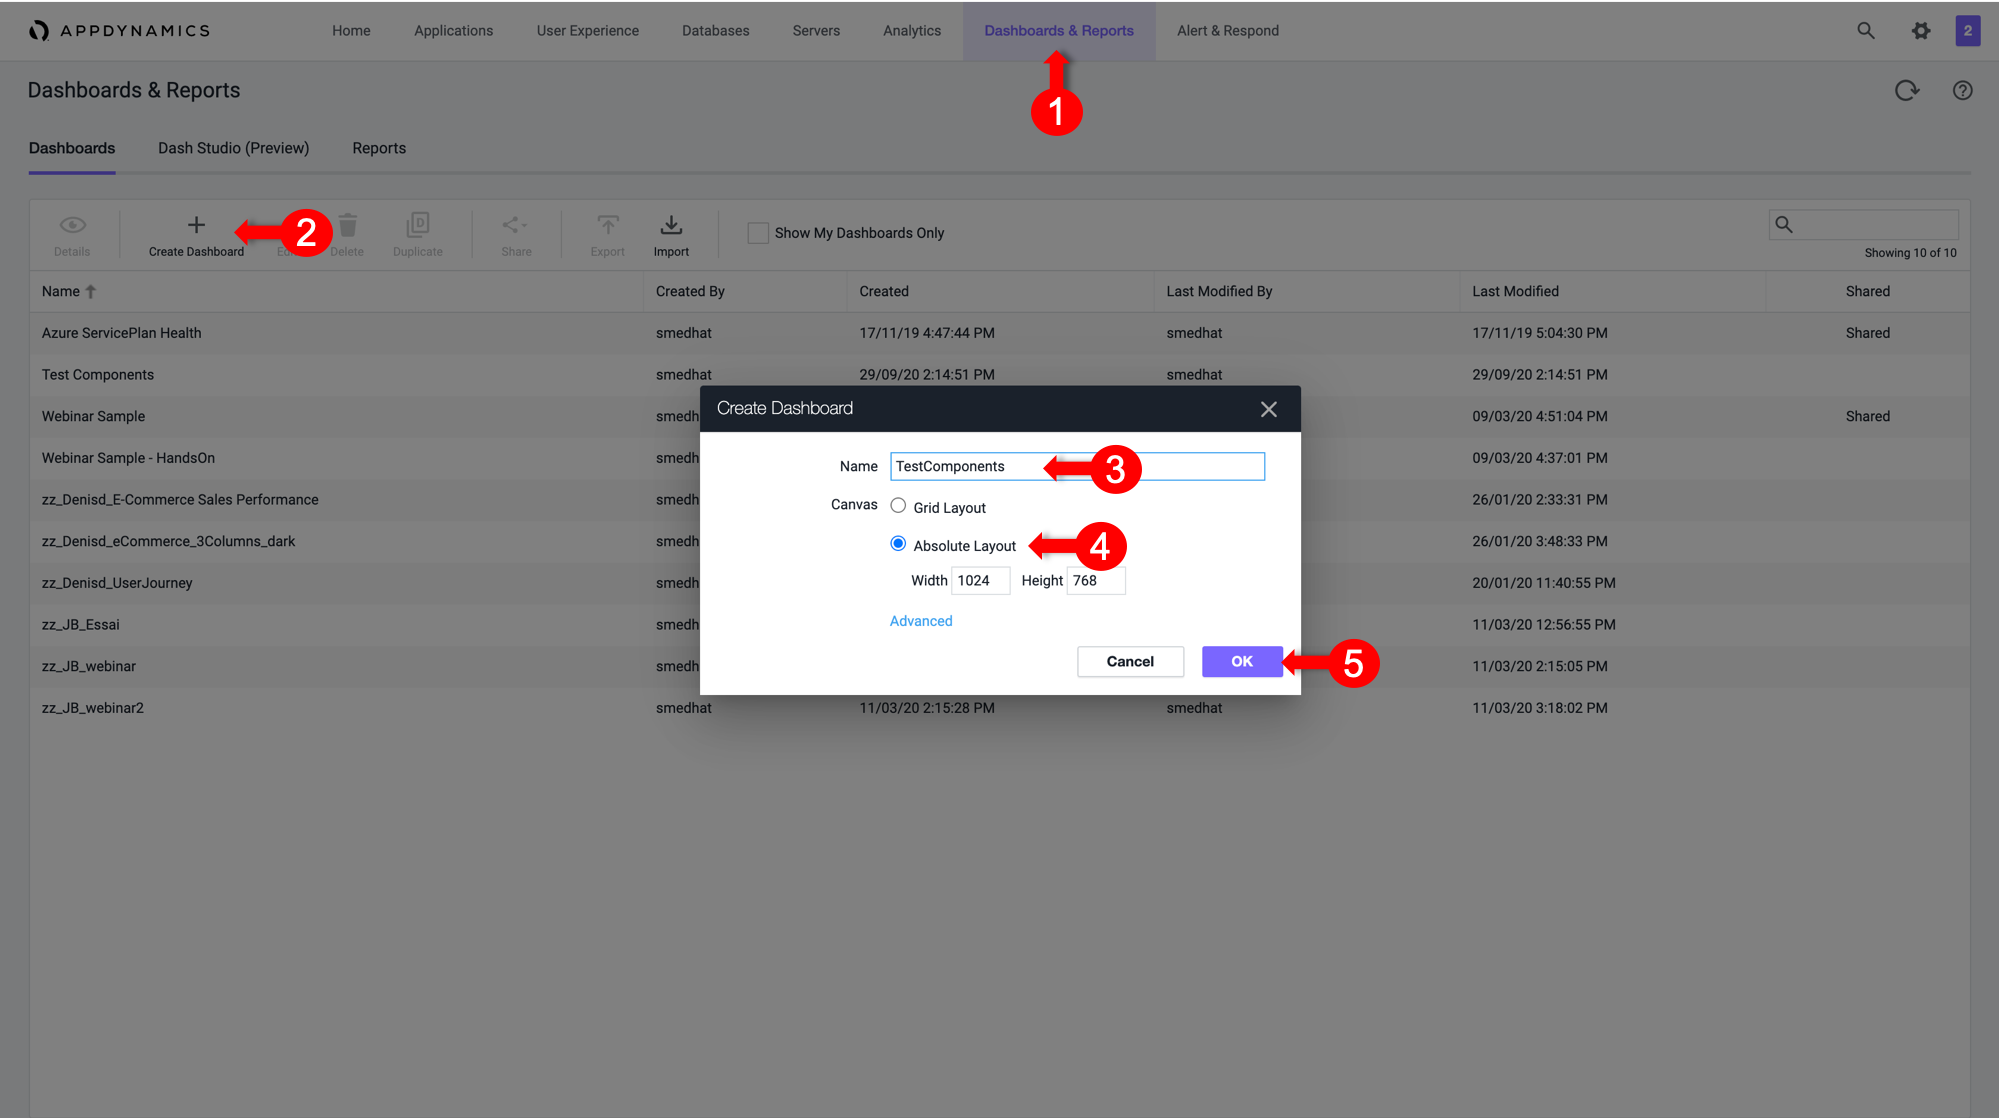 APPDYNAMICS Home Applications User Experience Databases Servers Analytics Dashboards & Reports Alert & Respond 2
Dashboards & Reports
1
Dashboards Dash Studio (Preview) Reports
2
Details Create Dashboard Delete Duplicate Share Export Import Show My Dashboards Only
Showing 10 of 10
Name Created By Created Last Modified By Last Modified Shared
Azure ServicePlan Health smedhat 17/11/19 4:47:44 PM smedhat 17/11/19 5:04:30 PM Shared
Test Components smedhat 29/09/20 2:14:51 PM smedhat 29/09/20 2:14:51 PM
Webinar Sample smedh 09/03/20 4:51:04 PM Shared
Webinar Sample - HandsOn smedh 09/03/20 4:37:01 PM
zz_Denisd_E-Commerce Sales Performance smedh 26/01/20 2:33:31 PM
zz_Denisd_eCommerce_3Columns_dark smedh 26/01/20 3:48:33 PM
zz_Denisd_UserJourney smedh 20/01/20 11:40:55 PM
zz_JB_Essai smedh 11/03/20 12:56:55 PM
zz_JB_webinar smedh 11/03/20 2:15:05 PM
zz_JB_webinar2 smedhat 11/03/20 2:15:28 PM smedhat 11/03/20 3:18:02 PM
Create Dashboard
Name TestComponents 3
Canvas Grid Layout
Absolute Layout 4
Width 1024 Height 768
Advanced
Cancel OK 5